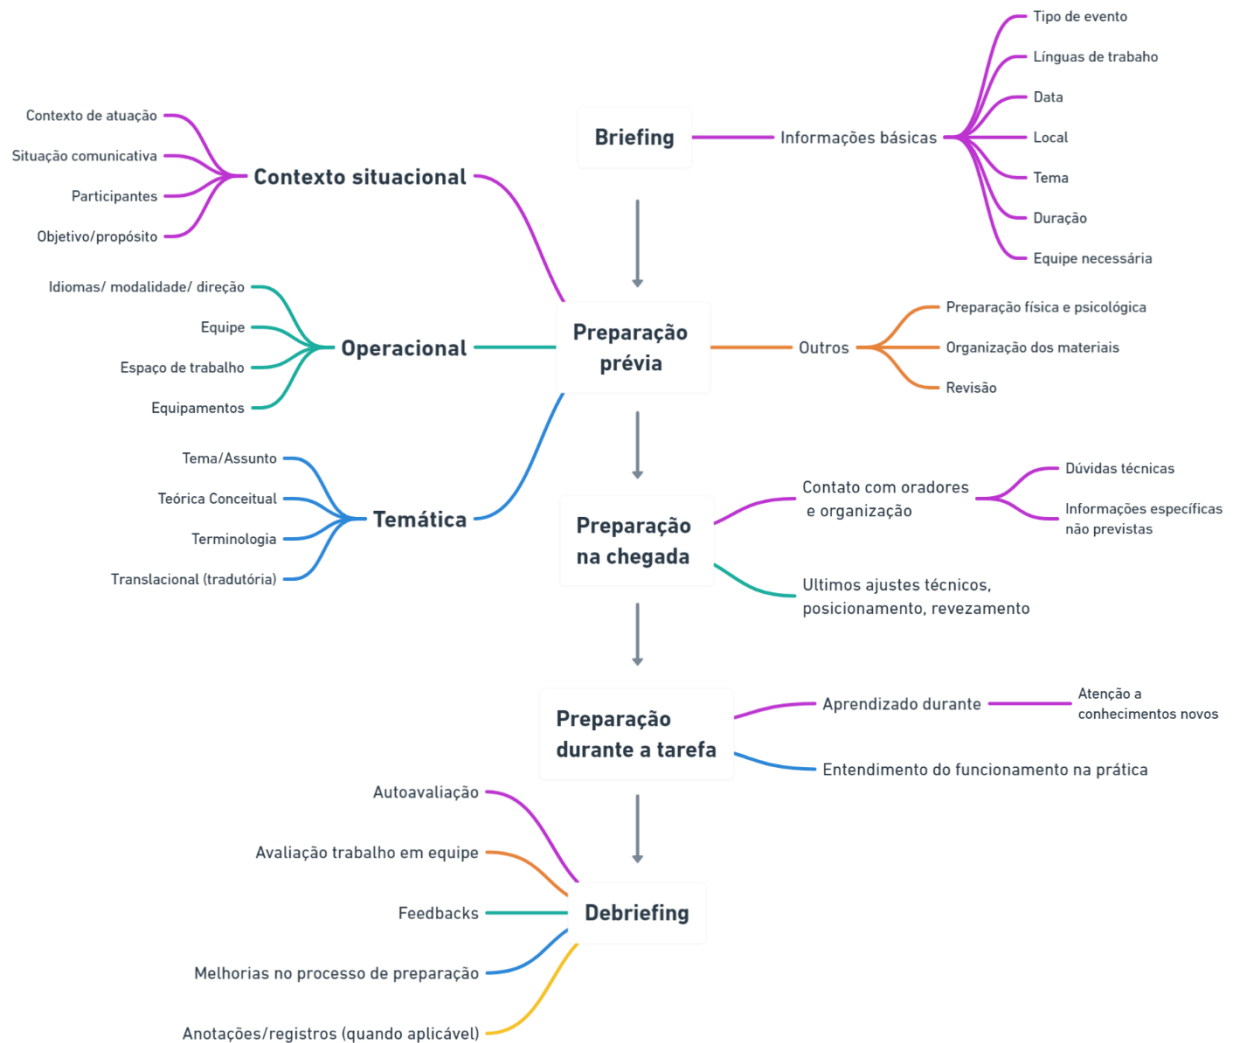 Briefing
Informações básicas
Tipo de evento
Línguas de trabaho
Data
Local
Tema
Duração
Equipe necessária
Contexto situacional
Contexto de atuação
Situação comunicativa
Participantes
Objetivo/propósito
Operacional
Idiomas/ modalidade/ direção
Equipe
Espaço de trabalho
Equipamentos
Temática
Tema/Assunto
Teórica Conceitual
Terminologia
Translacional (tradutória)
Preparação
prévia
Outros
Preparação física e psicológica
Organização dos materiais
Revisão
Preparação
na chegada
Contato com oradores
e organização
Dúvidas técnicas
Informações específicas
não previstas
Ultimos ajustes técnicos,
posicionamento, revezamento
Preparação
durante a tarefa
Aprendizado durante
Atenção a
conhecimentos novos
Entendimento do funcionamento na prática
Debriefing
Autoavaliação
Avaliação trabalho em equipe
Feedbacks
Melhorias no processo de preparação
Anotações/registros (quando aplicável)